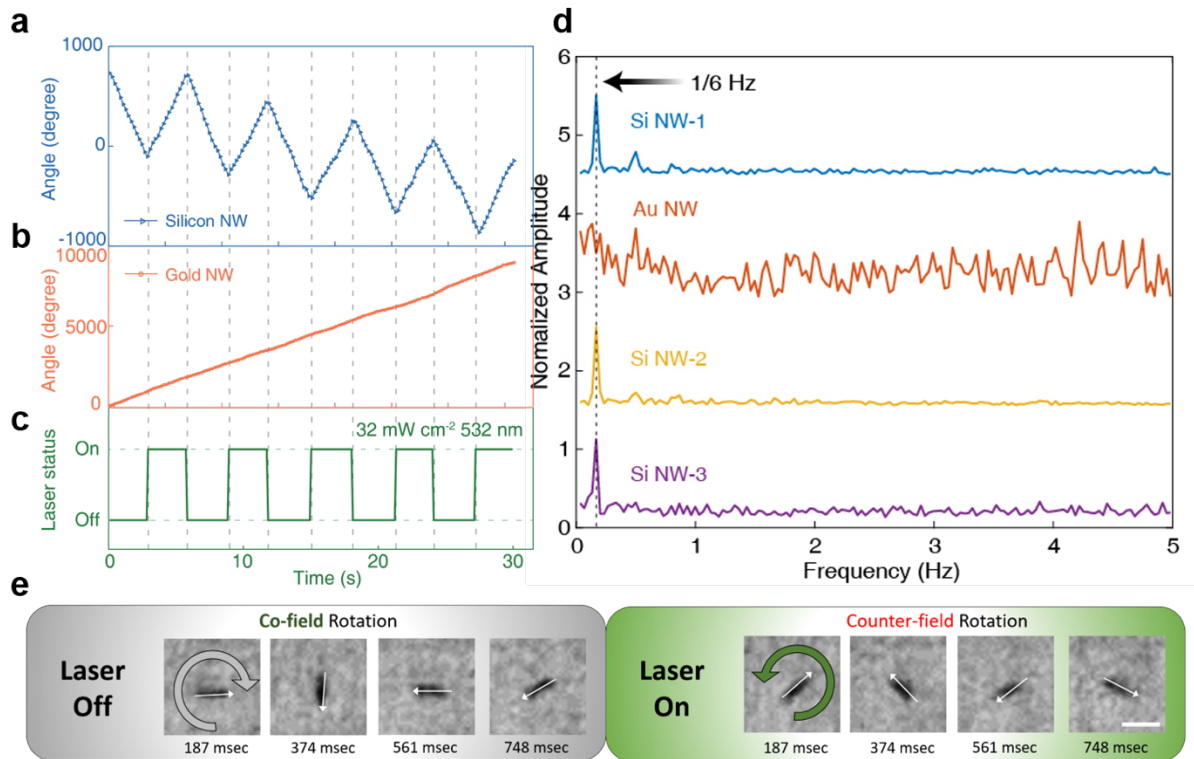 a
1000
0
-1000
Angle (degree)
Silicon NW
b
10000
5000
0
Angle (degree)
Gold NW
c
32 mW cm⁻² 532 nm
On
Off
Laser status
0
10
20
30
Time (s)
d
6
5
4
3
2
1
0
Nomalized Amplitude
1/6 Hz
Si NW-1
Au NW
Si NW-2
Si NW-3
0
1
2
3
4
5
Frequency (Hz)
e
Co-field Rotation
Laser
Off
187 msec
374 msec
561 msec
748 msec
Counter-field Rotation
Laser
On
187 msec
374 msec
561 msec
748 msec